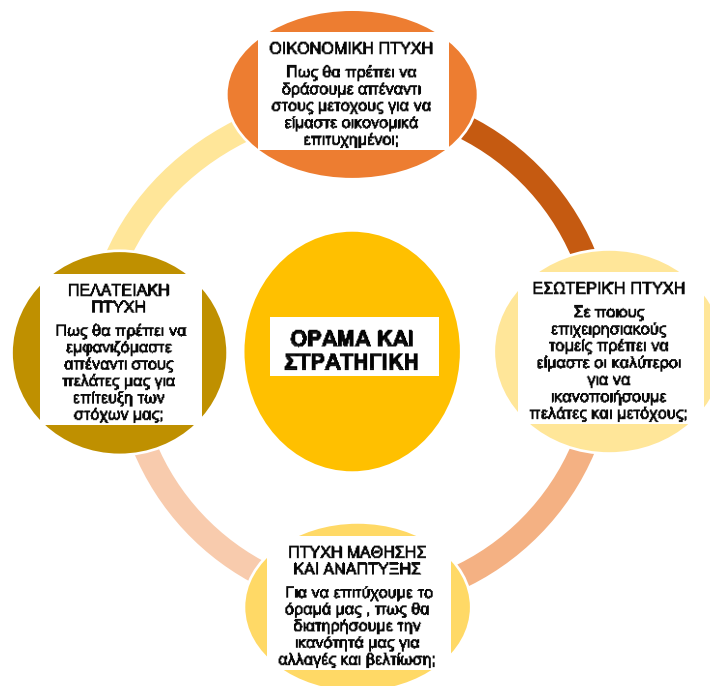 ΟΙΚΟΝΟΜΙΚΗ ΠΤΥΧΗ
Πως θα πρέπει να
δράσουμε απέναντι
στους μετοχους για να
είμαστε οικονομικά
επιτυχημένοι;
ΠΕΛΑΤΕΙΑΚΗ
ΠΤΥΧΗ
Πως θα πρέπει να
εμφανιζόμαστε
απέναντι στους
πελάτες μας για
επίτευξη των
στόχων μας;
ΟΡΑΜΑ ΚΑΙ
ΣΤΡΑΤΗΓΙΚΗ
ΕΣΩΤΕΡΙΚΗ ΠΤΥΧΗ
Σε ποιους
επιχειρησιακούς
τομείς πρέπει να
είμαστε οι καλύτεροι
για να
ικανοποιήσουμε
πελάτες και μετόχους;
ΠΤΥΧΗ ΜΑΘΗΣΗΣ
ΚΑΙ ΑΝΑΠΤΥΞΗΣ
Για να επιτύχουμε το
όραμά μας , πως θα
διατηρήσουμε την
ικανότητά μας για
αλλαγές και βελτίωση;